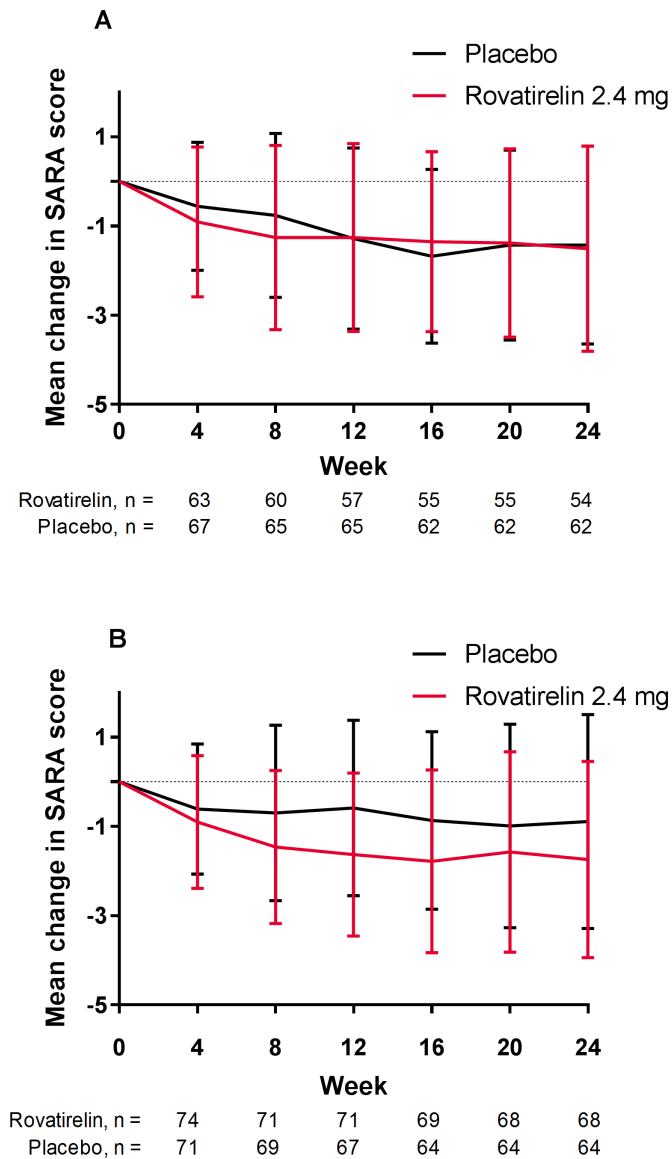 A
Placebo
Rovatirelin 2.4 mg
Mean change in SARA score
1
-1
-3
-5
0 4 8 12 16 20 24
Week
Rovatirelin, n = 63 60 57 55 55 54
Placebo, n = 67 65 65 62 62 62
B
Placebo
Rovatirelin 2.4 mg
Mean change in SARA score
1
-1
-3
-5
0 4 8 12 16 20 24
Week
Rovatirelin, n = 74 71 71 69 68 68
Placebo, n = 71 69 67 64 64 64